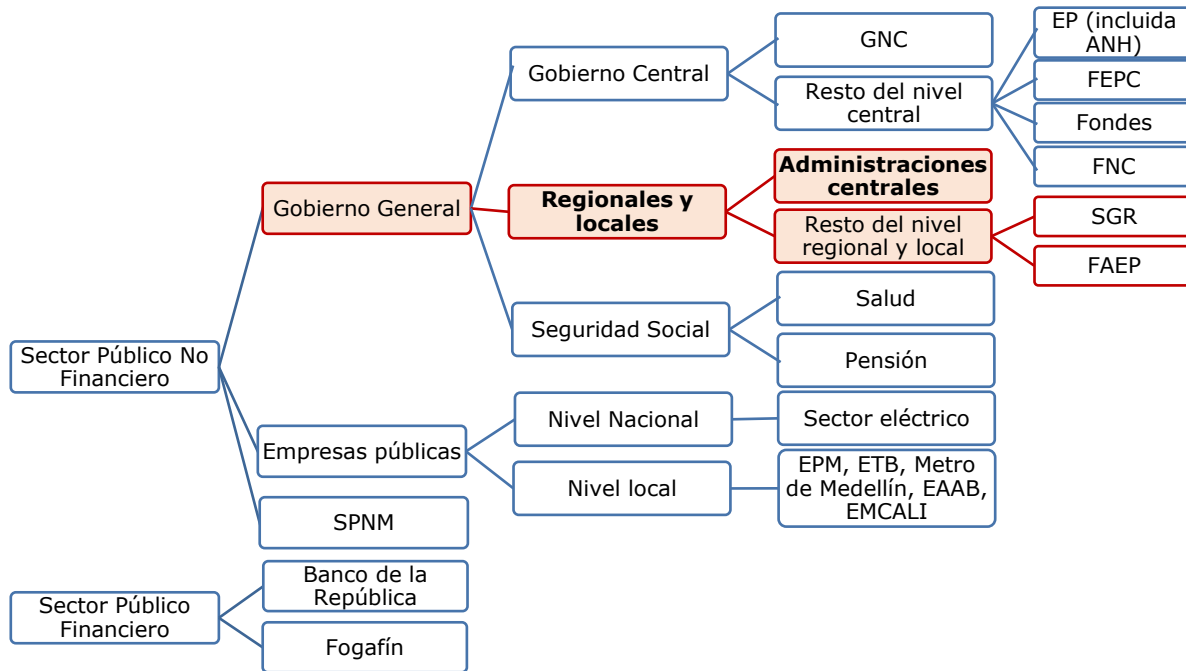 Sector Público No
Financiero
Gobierno General
Gobierno Central
GNC
Resto del nivel
central
EP (incluida
ANH)
FEPC
Fondes
FNC
Regionales y
locales
Administraciones
centrales
Resto del nivel
regional y local
SGR
FAEP
Seguridad Social
Salud
Pensión
Empresas públicas
Nivel Nacional
Sector eléctrico
Nivel local
EPM, ETB, Metro
de Medellín, EAAB,
EMCALI
SPNM
Sector Público
Financiero
Banco de la
República
Fogafín